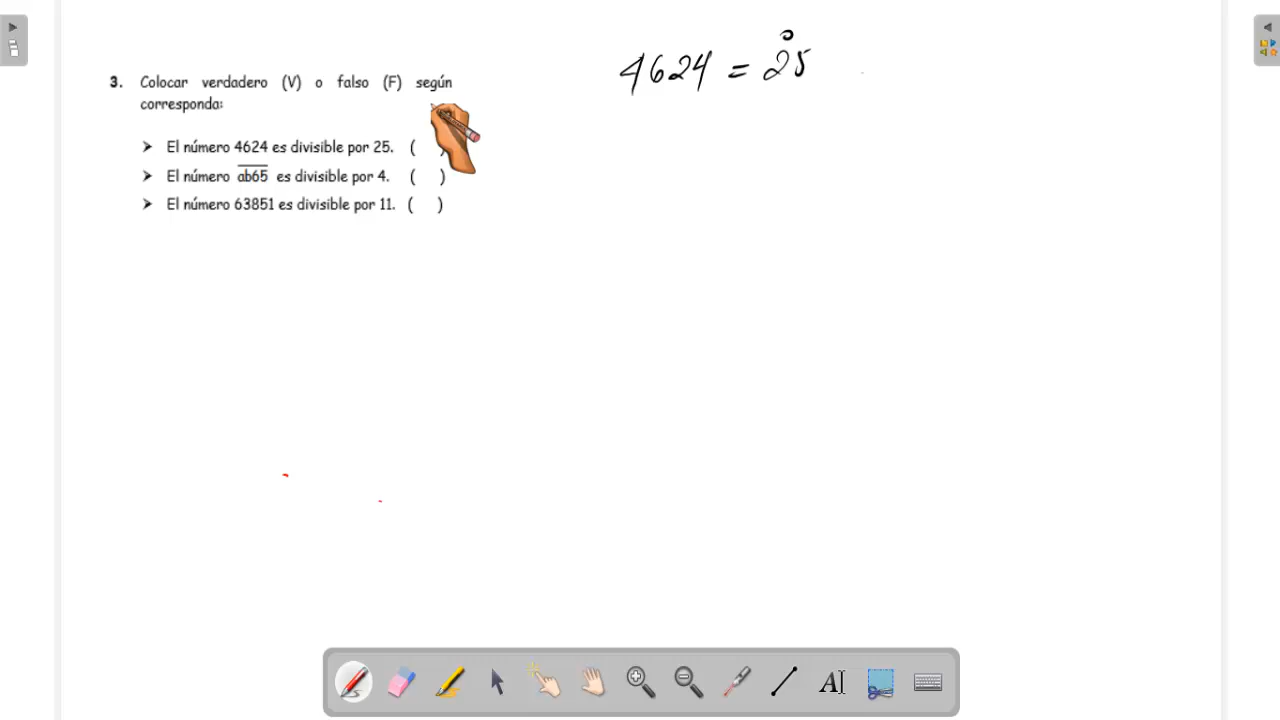 4624 = 25
3. Colocar verdadero (V) o falso (F) según
corresponda:
➤ El número 4624 es divisible por 25. ( )
➤ El número ab65 es divisible por 4. ( )
➤ El número 63851 es divisible por 11. ( )